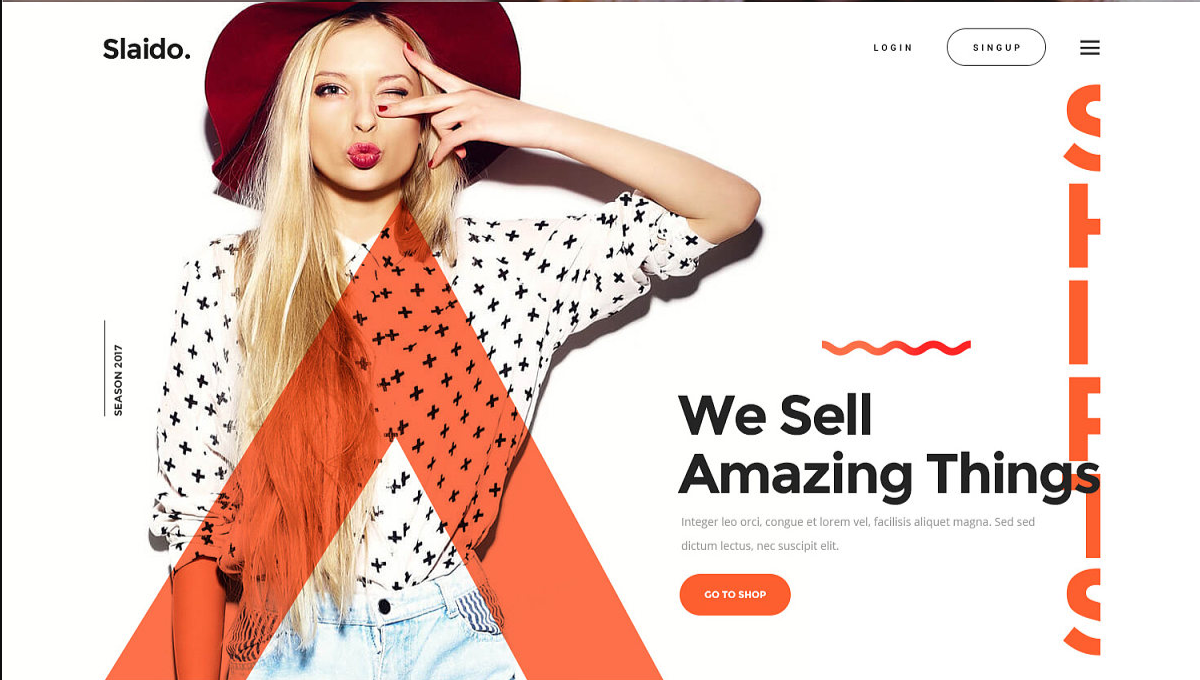 Slaido.
LOGIN
SINGUP
SHIRTS
SEASON 2017
We Sell
Amazing Things
Integer leo orci, congue et lorem vel, facilisis aliquet magna. Sed sed
dictum lectus, nec suscipit elit.
GO TO SHOP